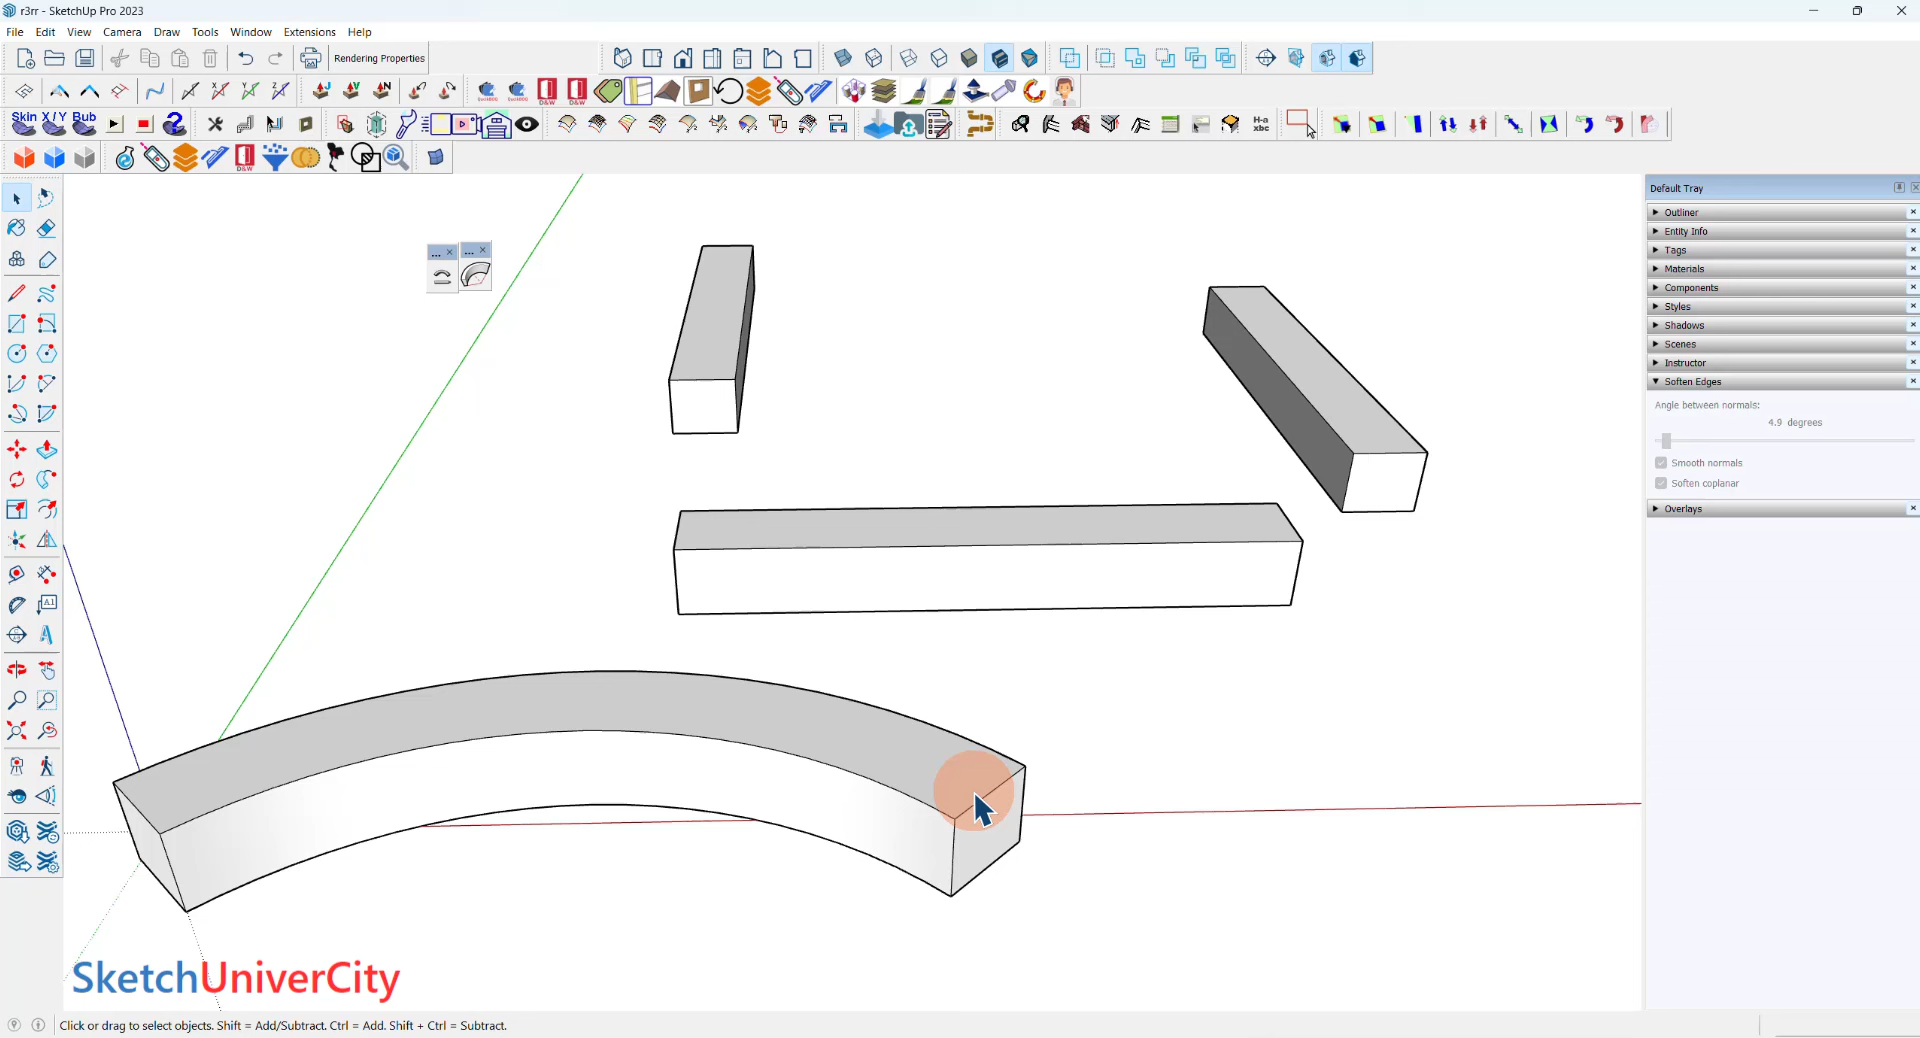 r3rr - SketchUp Pro 2023
File Edit View Camera Draw Tools Window Extensions Help
Rendering Properties
D&W D&W
Skin X/Y Bub
H-a
xbc
D&W
... ...
A1
Default Tray
Outliner
Entity Info
Tags
Materials
Components
Styles
Shadows
Scenes
Instructor
Soften Edges
Angle between normals:
4.9 degrees
Smooth normals
Soften coplanar
Overlays
SketchUniverCity
Click or drag to select objects. Shift = Add/Subtract. Ctrl = Add. Shift + Ctrl = Subtract.